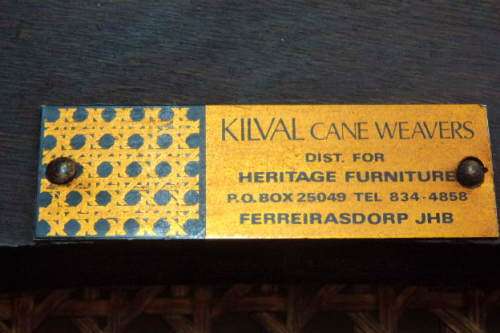 KILVAL CANE WEAVERS
DIST. FOR
HERITAGE FURNITURE
P.O. BOX 25049 TEL 834-4858
FERREIRASDORP JHB